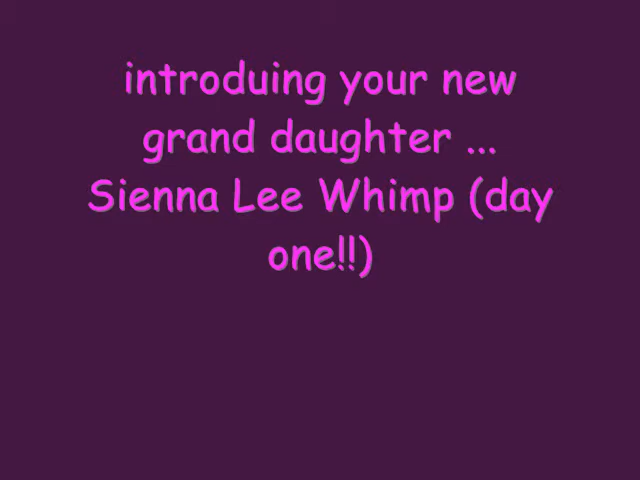 introduing your new
grand daughter ...
Sienna Lee Whimp (day
one!!)